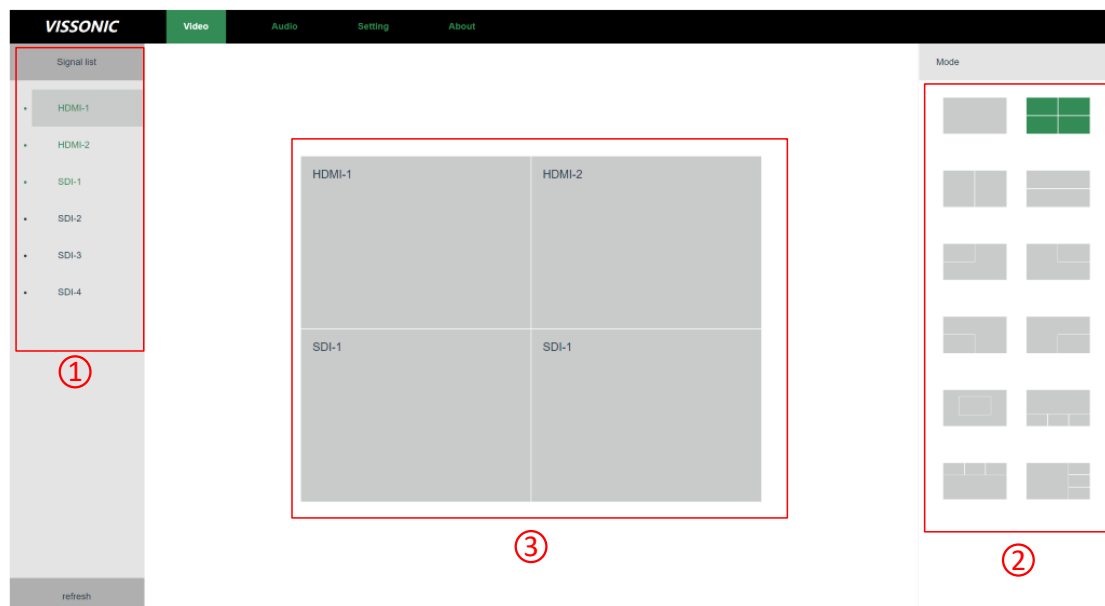 VISSONIC Video Audio Setting About
Signal list
Mode
HDMI-1
HDMI-2
SDI-1
SDI-2
SDI-3
SDI-4
①
refresh
HDMI-1 HDMI-2
SDI-1 SDI-1
③
②